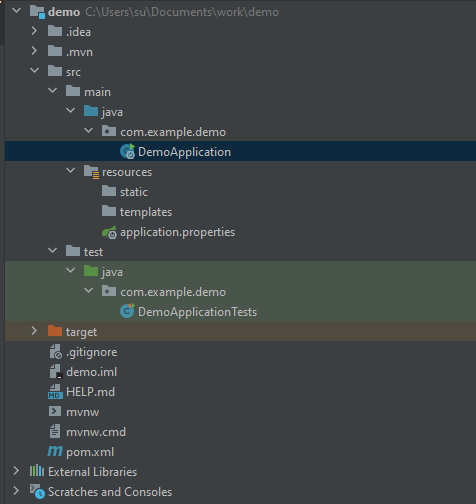 demo C:\Users\su\Documents\work\demo
.idea
.mvn
src
main
java
com.example.demo
DemoApplication
resources
static
templates
application.properties
test
java
com.example.demo
DemoApplicationTests
target
.gitignore
demo.iml
HELP.md
mvnw
mvnw.cmd
pom.xml
External Libraries
Scratches and Consoles